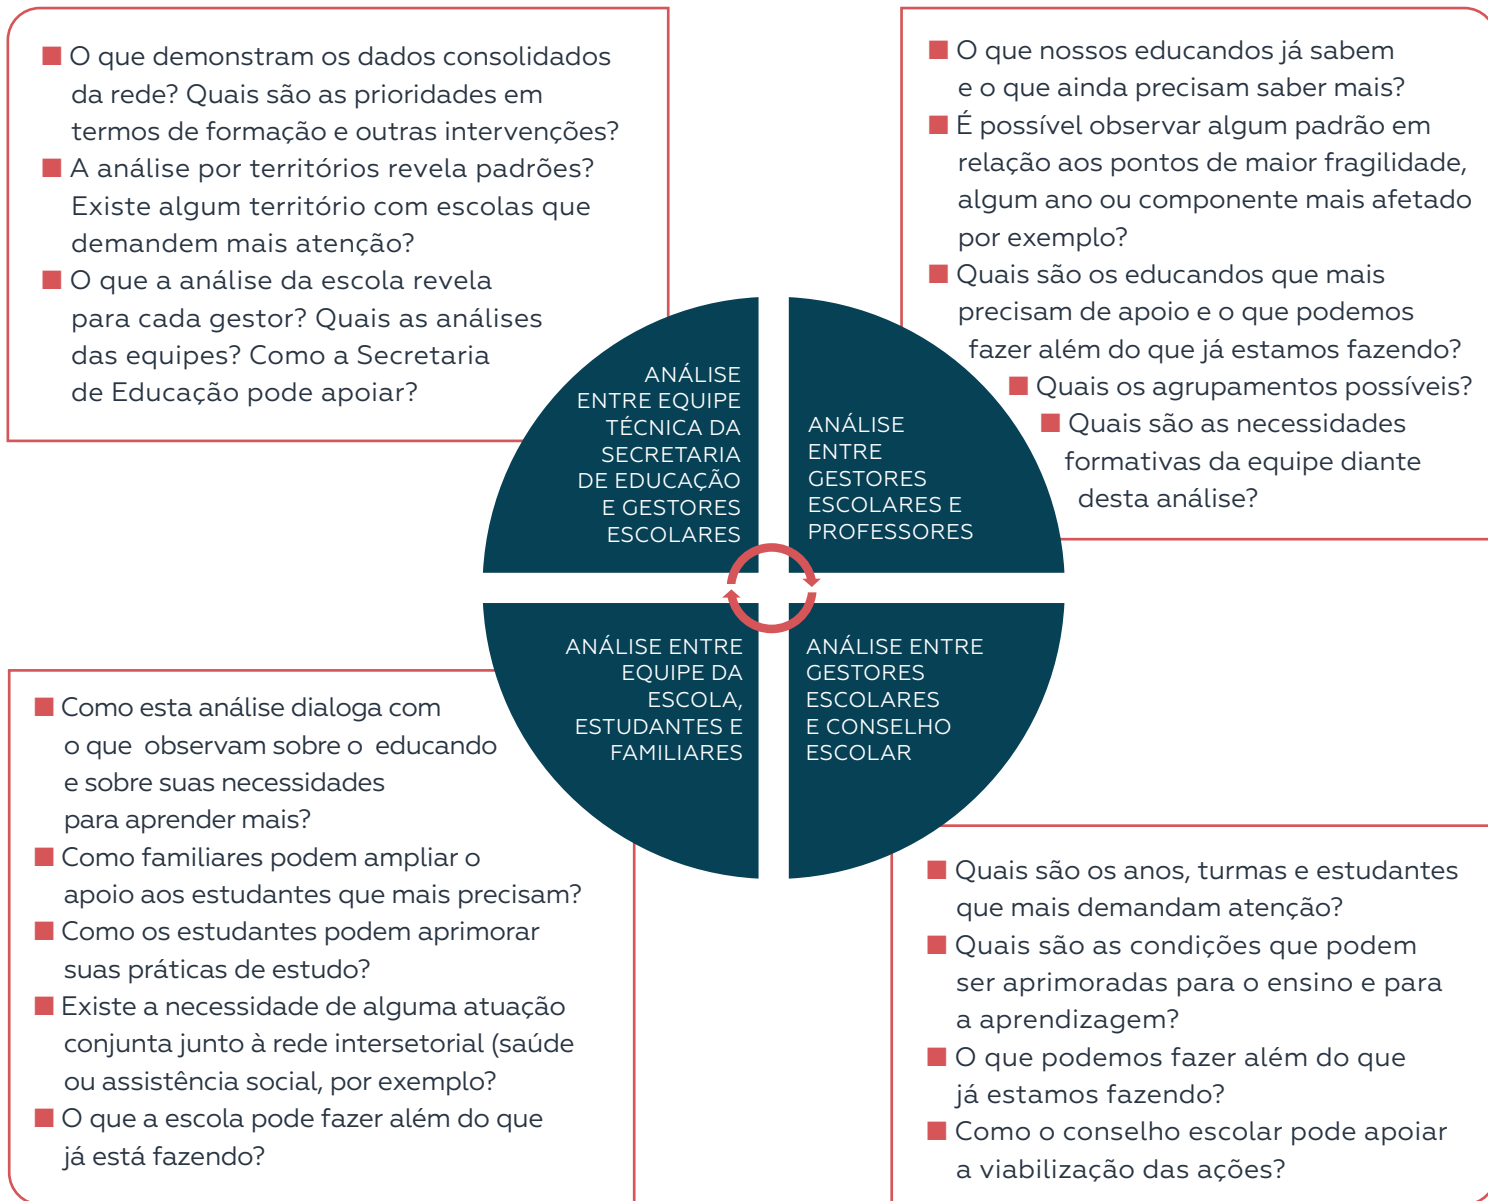 ■ O que demonstram os dados consolidados
da rede? Quais são as prioridades em
termos de formação e outras intervenções?
■ A análise por territórios revela padrões?
Existe algum território com escolas que
demandem mais atenção?
■ O que a análise da escola revela
para cada gestor? Quais as análises
das equipes? Como a Secretaria
de Educação pode apoiar?
■ O que nossos educandos já sabem
e o que ainda precisam saber mais?
■ É possível observar algum padrão em
relação aos pontos de maior fragilidade,
algum ano ou componente mais afetado
por exemplo?
■ Quais são os educandos que mais
precisam de apoio e o que podemos
fazer além do que já estamos fazendo?
■ Quais os agrupamentos possíveis?
■ Quais são as necessidades
formativas da equipe diante
desta análise?
ANÁLISE
ENTRE EQUIPE
TÉCNICA DA
SECRETARIA
DE EDUCAÇÃO
E GESTORES
ESCOLARES
ANÁLISE
ENTRE
GESTORES
ESCOLARES E
PROFESSORES
ANÁLISE ENTRE
EQUIPE DA
ESCOLA,
ESTUDANTES E
FAMILIARES
ANÁLISE ENTRE
GESTORES
ESCOLARES
E CONSELHO
ESCOLAR
■ Como esta análise dialoga com
o que observam sobre o educando
e sobre suas necessidades
para aprender mais?
■ Como familiares podem ampliar o
apoio aos estudantes que mais precisam?
■ Como os estudantes podem aprimorar
suas práticas de estudo?
■ Existe a necessidade de alguma atuação
conjunta junto à rede intersetorial (saúde
ou assistência social, por exemplo?
■ O que a escola pode fazer além do que
já está fazendo?
■ Quais são os anos, turmas e estudantes
que mais demandam atenção?
■ Quais são as condições que podem
ser aprimoradas para o ensino e para
a aprendizagem?
■ O que podemos fazer além do que
já estamos fazendo?
■ Como o conselho escolar pode apoiar
a viabilização das ações?